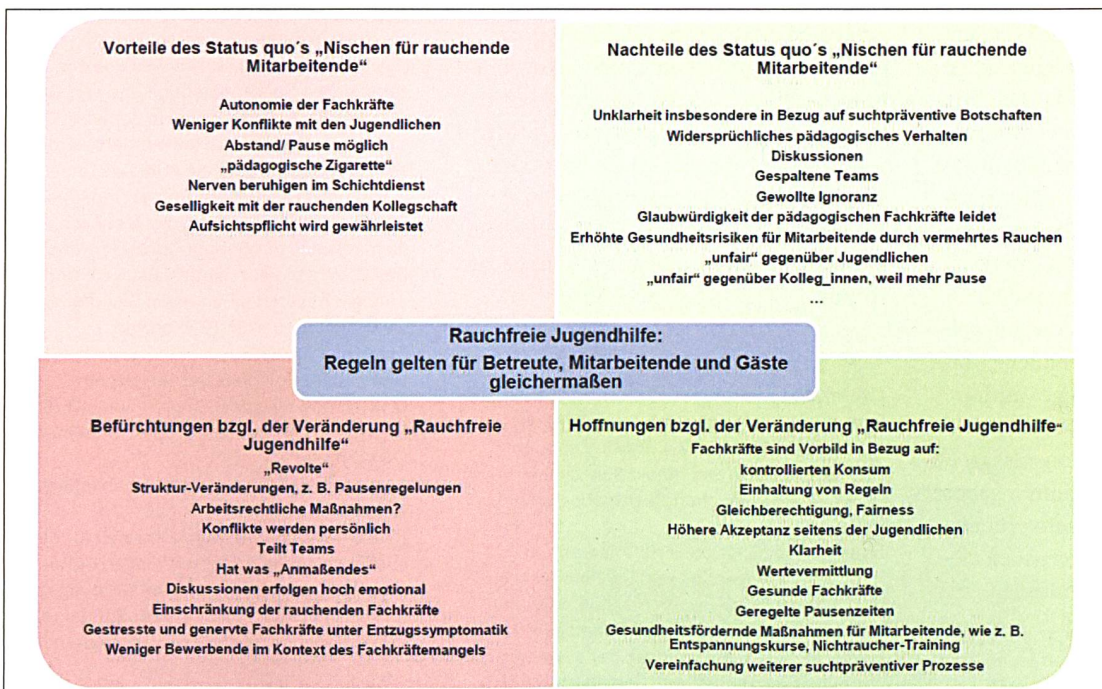 Vorteile des Status quo´s „Nischen für rauchende
Mitarbeitende“
Autonomie der Fachkräfte
Weniger Konflikte mit den Jugendlichen
Abstand/ Pause möglich
„pädagogische Zigarette“
Nerven beruhigen im Schichtdienst
Geselligkeit mit der rauchenden Kollegschaft
Aufsichtspflicht wird gewährleistet
Nachteile des Status quo´s „Nischen für rauchende
Mitarbeitende“
Unklarheit insbesondere in Bezug auf suchtpräventive Botschaften
Widersprüchliches pädagogisches Verhalten
Diskussionen
Gespaltene Teams
Gewollte Ignoranz
Glaubwürdigkeit der pädagogischen Fachkräfte leidet
Erhöhte Gesundheitsrisiken für Mitarbeitende durch vermehrtes Rauchen
„unfair“ gegenüber Jugendlichen
„unfair“ gegenüber Kolleg_innen, weil mehr Pause
...
Rauchfreie Jugendhilfe:
Regeln gelten für Betreute, Mitarbeitende und Gäste
gleichermaßen
Befürchtungen bzgl. der Veränderung „Rauchfreie
Jugendhilfe“
„Revolte“
Struktur-Veränderungen, z. B. Pausenregelungen
Arbeitsrechtliche Maßnahmen?
Konflikte werden persönlich
Teilt Teams
Hat was „Anmaßendes“
Diskussionen erfolgen hoch emotional
Einschränkung der rauchenden Fachkräfte
Gestresste und genervte Fachkräfte unter Entzugssymptomatik
Weniger Bewerbende im Kontext des Fachkräftemangels
Hoffnungen bzgl. der Veränderung „Rauchfreie Jugendhilfe“
Fachkräfte sind Vorbild in Bezug auf:
kontrollierten Konsum
Einhaltung von Regeln
Gleichberechtigung, Fairness
Höhere Akzeptanz seitens der Jugendlichen
Klarheit
Wertevermittlung
Gesunde Fachkräfte
Geregelte Pausenzeiten
Gesundheitsfördernde Maßnahmen für Mitarbeitende, wie z. B.
Entspannungskurse, Nichtraucher-Training
Vereinfachung weiterer suchtpräventiver Prozesse